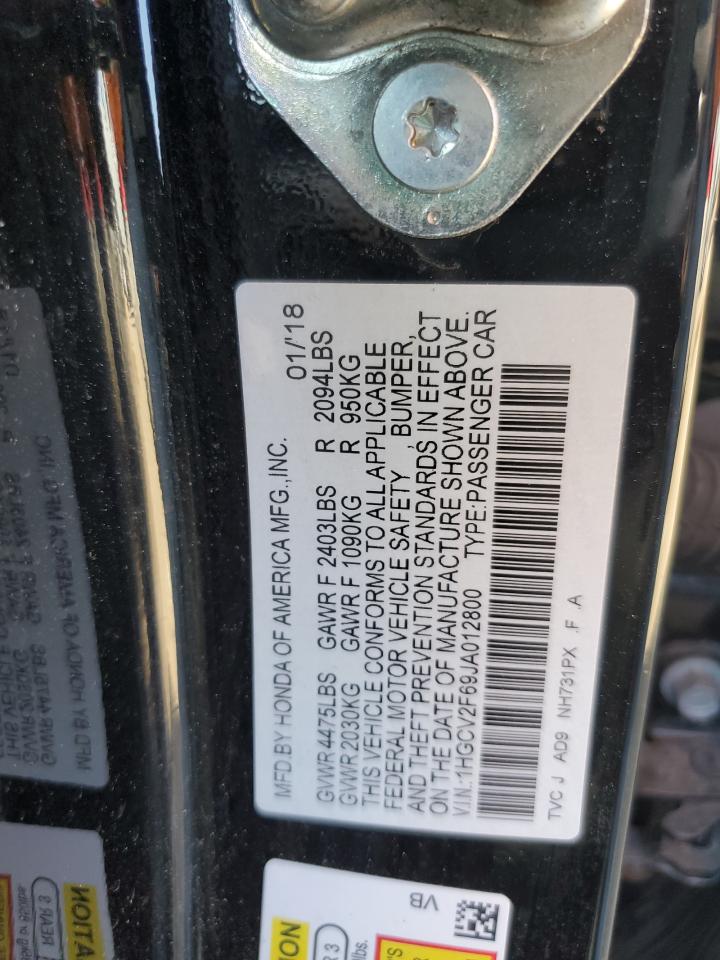 MFD.BY HONDA OF AMERICA MFG.,INC. 01/'18
GVWR 4475LBS GAWR F 2403LBS R 2094LBS
GVWR 2030KG GAWR F 1090KG R 950KG
THIS VEHICLE CONFORMS TO ALL APPLICABLE
FEDERAL MOTOR VEHICLE SAFETY , BUMPER,
AND THEFT PREVENTION STANDARDS IN EFFECT
ON THE DATE OF MANUFACTURE SHOWN ABOVE.
V.I.N.:1HGCV2F69JA012800 TYPE:PASSENGER CAR
TVC J AD9 NH731PX .F .A
VB